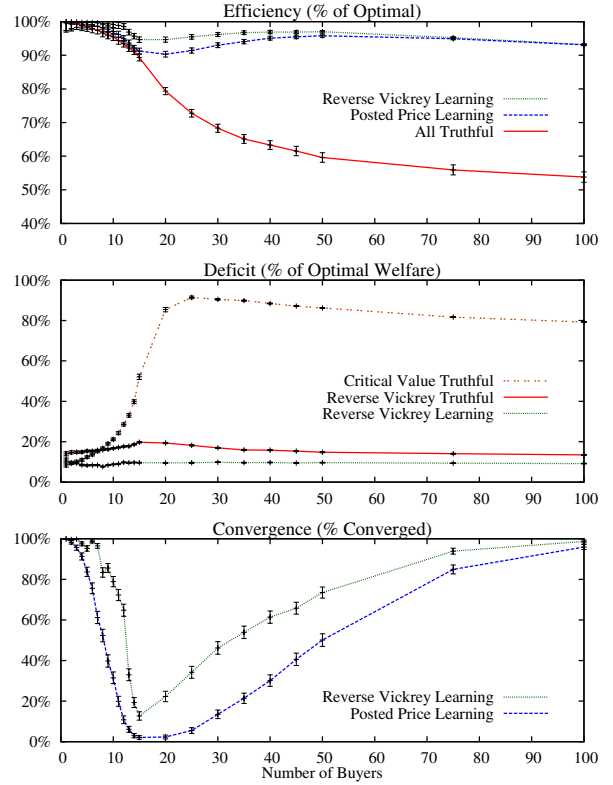 Efficiency (% of Optimal)
100%
90%
80%
70%
60%
50%
40%
Reverse Vickrey Learning
Posted Price Learning
All Truthful
0 10 20 30 40 50 60 70 80 90 100
Deficit (% of Optimal Welfare)
100%
80%
60%
40%
20%
0%
Critical Value Truthful
Reverse Vickrey Truthful
Reverse Vickrey Learning
0 10 20 30 40 50 60 70 80 90 100
Convergence (% Converged)
100%
80%
60%
40%
20%
0%
Reverse Vickrey Learning
Posted Price Learning
0 10 20 30 40 50 60 70 80 90 100
Number of Buyers